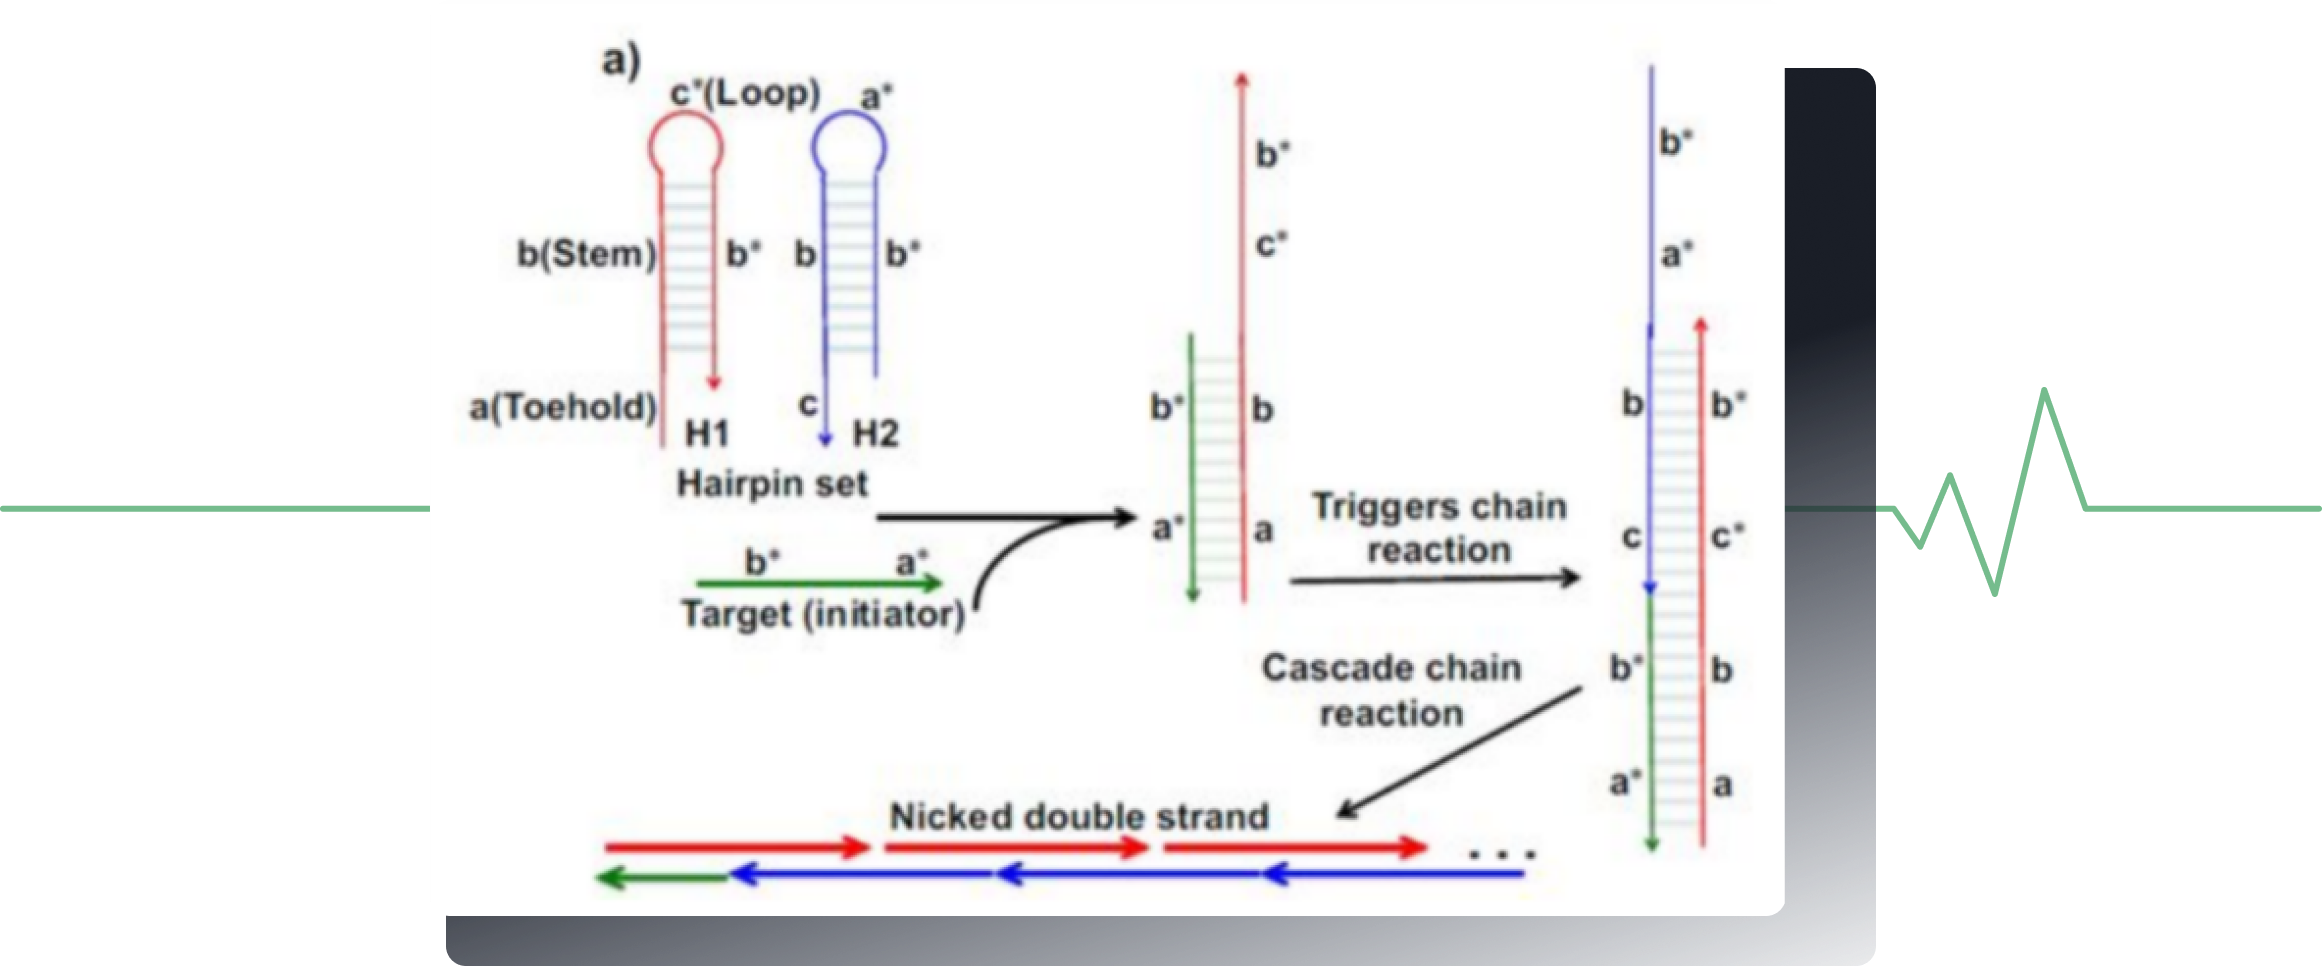 a)
c*(Loop)
a*
b(Stem)
b*
b
b*
a(Toehold)
c
H1
H2
Hairpin set
b*
a*
Target (initiator)
b*
c*
b*
b
a*
a
Triggers chain
reaction
b*
a*
b
b*
c
c*
b*
b
a*
a
Cascade chain
reaction
Nicked double strand
...